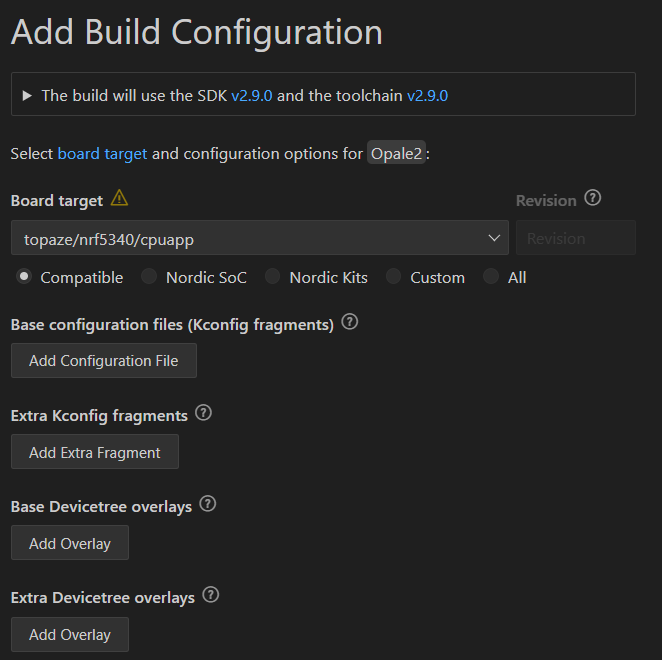 Add Build Configuration
▶ The build will use the SDK v2.9.0 and the toolchain v2.9.0
Select board target and configuration options for Opale2:
Board target Revision
topaze/nrf5340/cpuapp Revision
Compatible Nordic SoC Nordic Kits Custom All
Base configuration files (Kconfig fragments)
Add Configuration File
Extra Kconfig fragments
Add Extra Fragment
Base Devicetree overlays
Add Overlay
Extra Devicetree overlays
Add Overlay